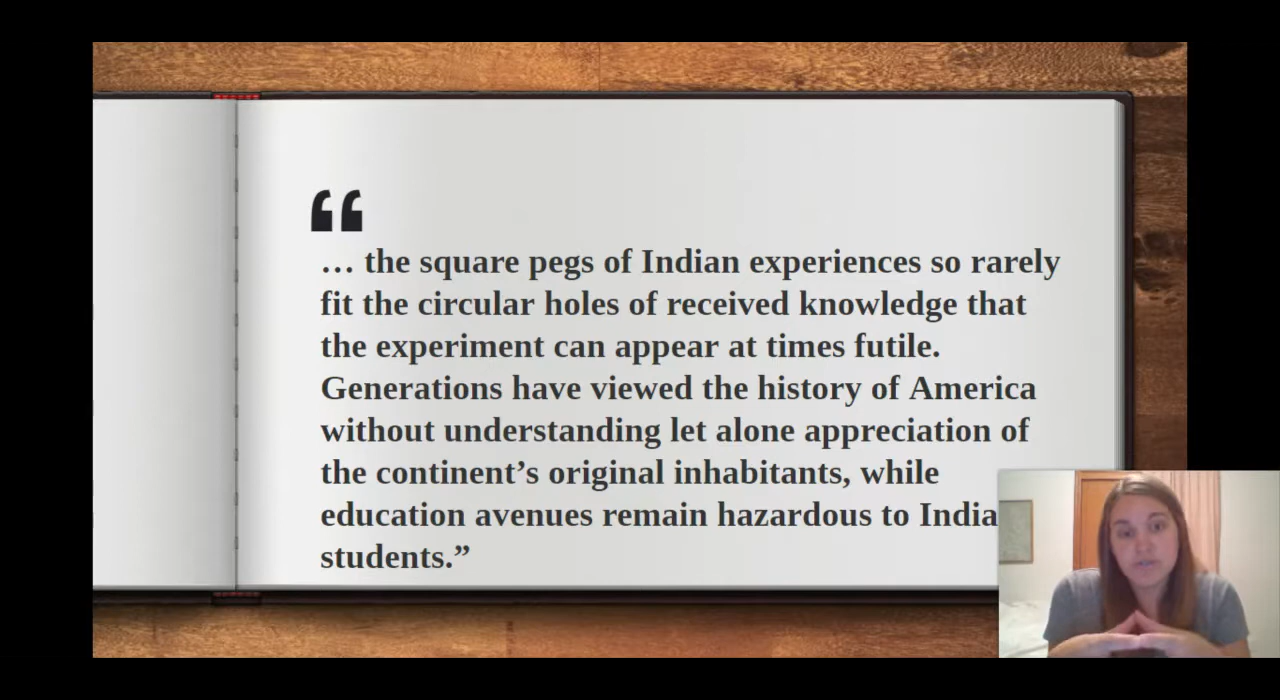 “
… the square pegs of Indian experiences so rarely
fit the circular holes of received knowledge that
the experiment can appear at times futile.
Generations have viewed the history of America
without understanding let alone appreciation of
the continent’s original inhabitants, while
education avenues remain hazardous to India
students.”